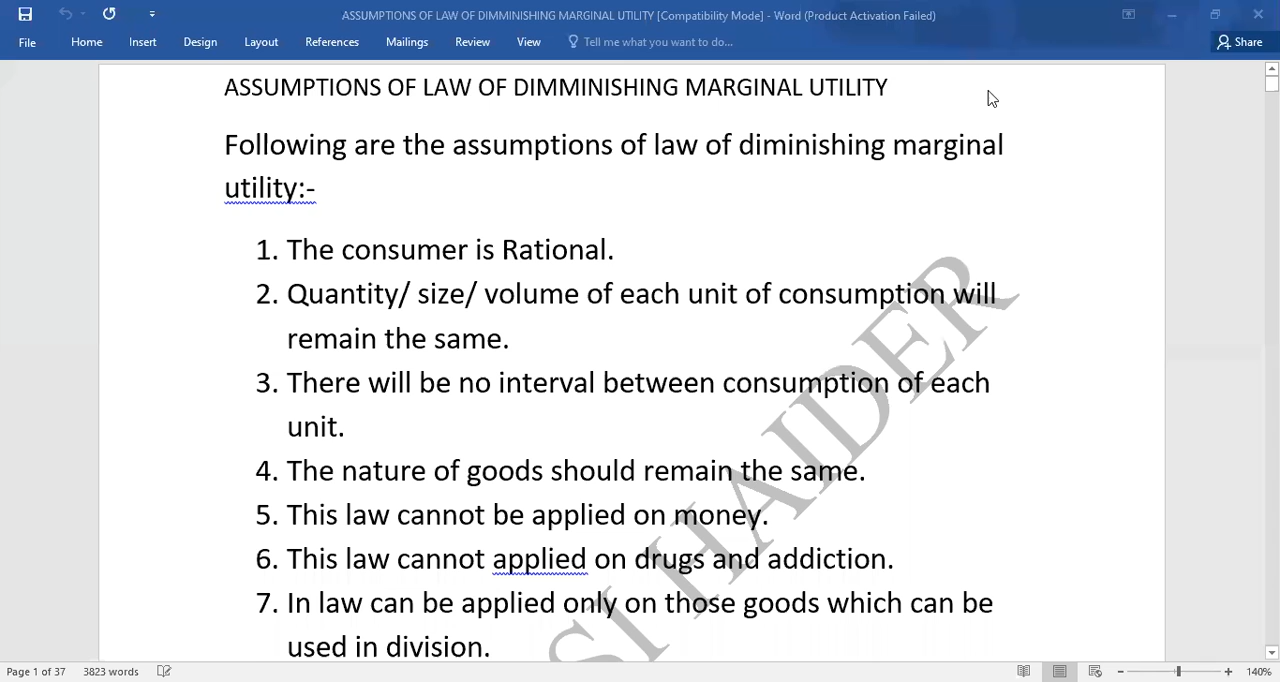 ASSUMPTIONS OF LAW OF DIMMINISHING MARGINAL UTILITY [Compatibility Mode] - Word (Product Activation Failed)
File Home Insert Design Layout References Mailings Review View Tell me what you want to do... Share
ASSUMPTIONS OF LAW OF DIMMINISHING MARGINAL UTILITY
Following are the assumptions of law of diminishing marginal
utility:-
1. The consumer is Rational.
2. Quantity/ size/ volume of each unit of consumption will
remain the same.
3. There will be no interval between consumption of each
unit.
4. The nature of goods should remain the same.
5. This law cannot be applied on money.
6. This law cannot applied on drugs and addiction.
7. In law can be applied only on those goods which can be
used in division.
SI HAIDER
Page 1 of 37 3823 words 140%